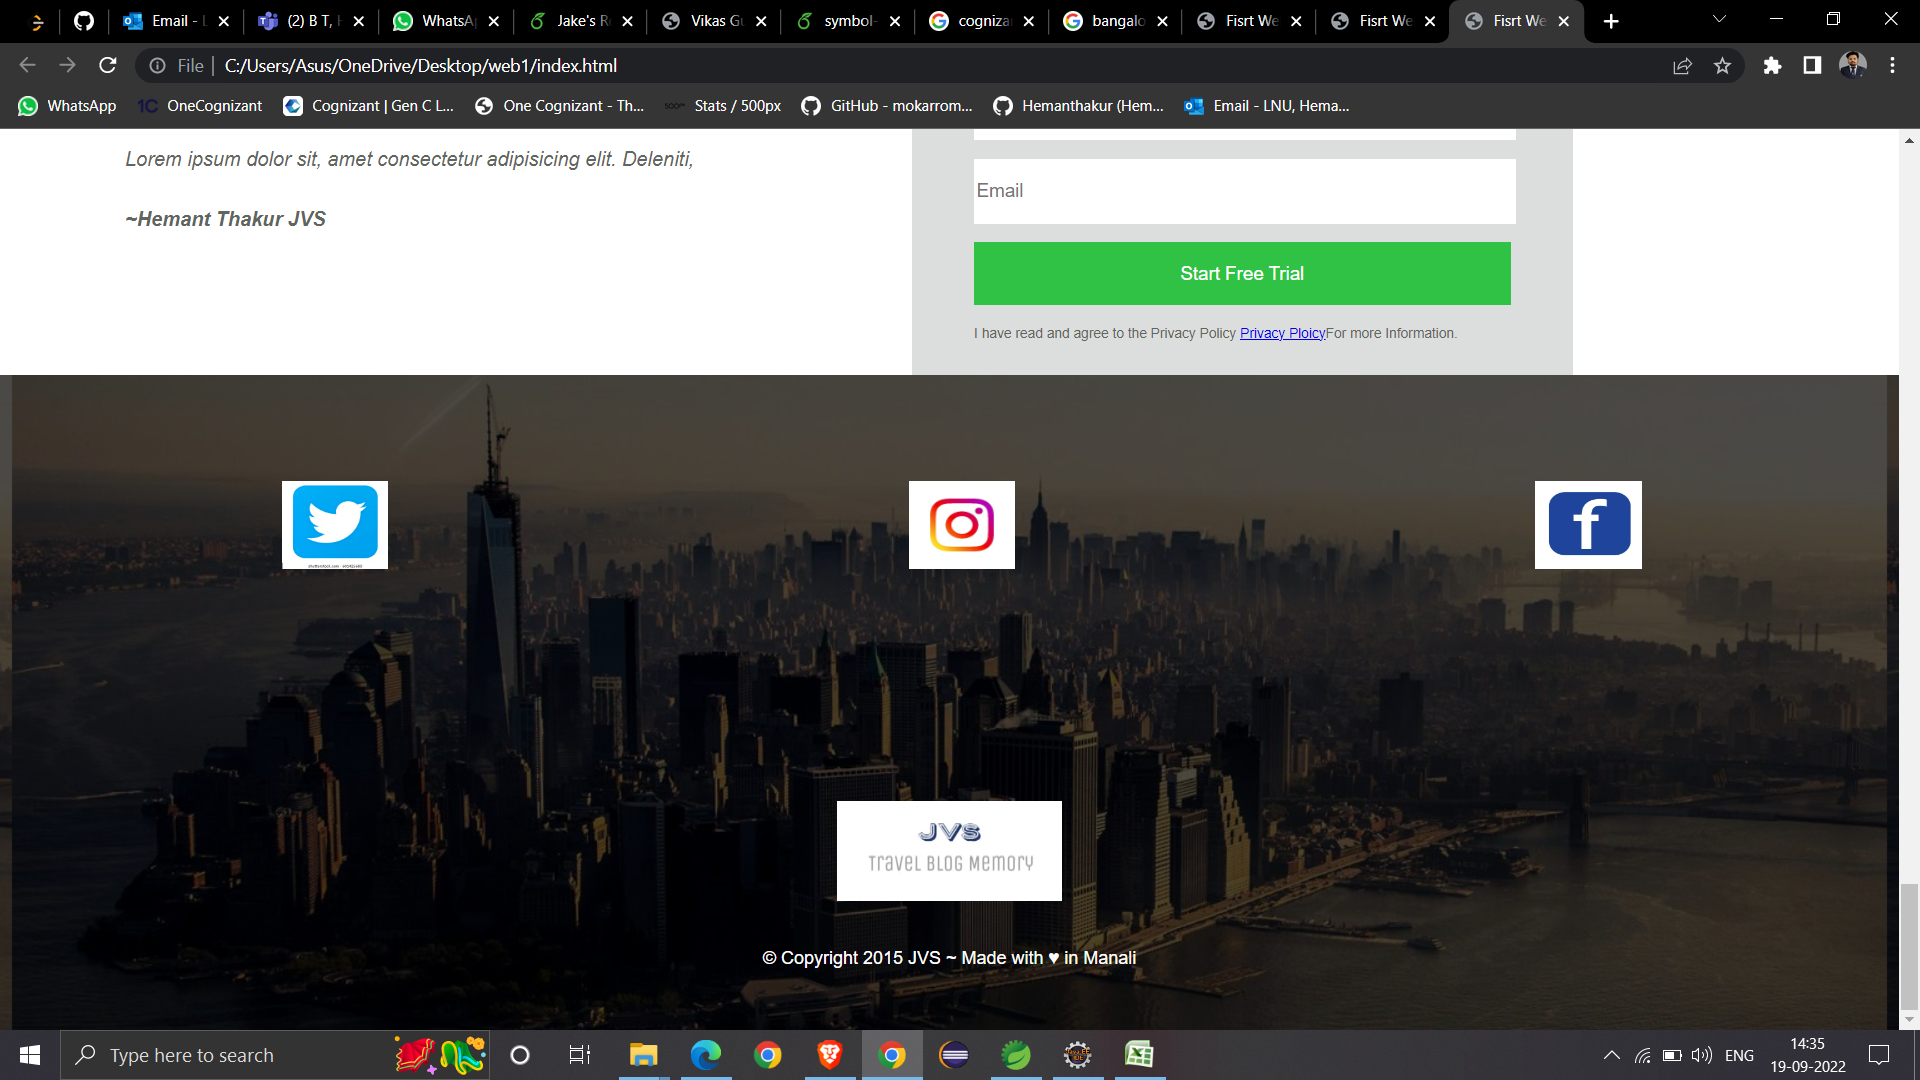 Email - L
(2) B T, H
WhatsAp
Jake's R
Vikas Gu
symbol-
cogniza
bangalo
Fisrt We
Fisrt We
Fisrt We
File
C:/Users/Asus/OneDrive/Desktop/web1/index.html
WhatsApp
1C OneCognizant
Cognizant | Gen C L...
One Cognizant - Th...
Stats / 500px
GitHub - mokarrom...
Hemanthakur (Hem...
Email - LNU, Hema...
Lorem ipsum dolor sit, amet consectetur adipisicing elit. Deleniti,
~Hemant Thakur JVS
Email
Start Free Trial
I have read and agree to the Privacy Policy Privacy PloicyFor more Information.
JVS
Travel Blog Memory
© Copyright 2015 JVS ~ Made with ♥ in Manali
Type here to search
ENG
14:35
19-09-2022